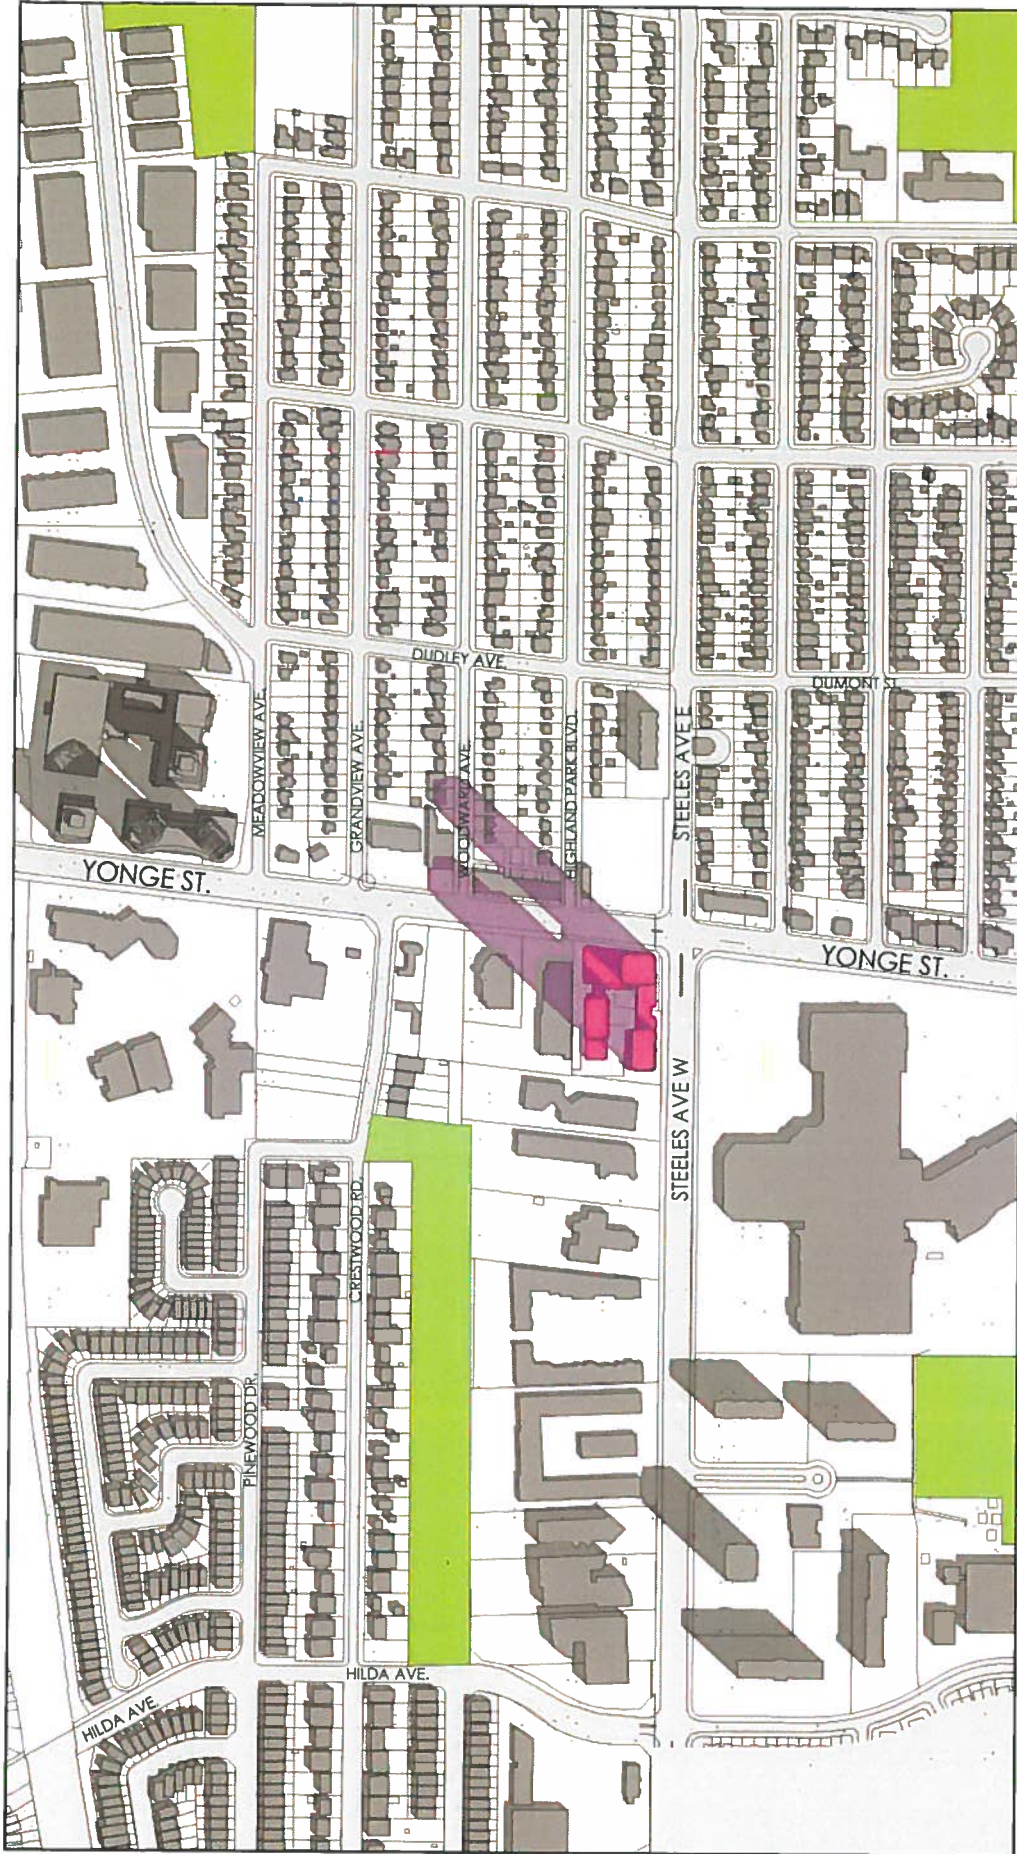 DUDLEY AVE.
DUMONT ST.
MEADOWVIEW AVE.
GRANDVIEW AVE.
WOODWARD AVE.
HIGHLAND PARK BLVD.
STEELES AVE E
YONGE ST.
YONGE ST.
STEELES AVE W
CRESTWOOD RD.
PINEWOOD DR.
HILDA AVE.
HILDA AVE.